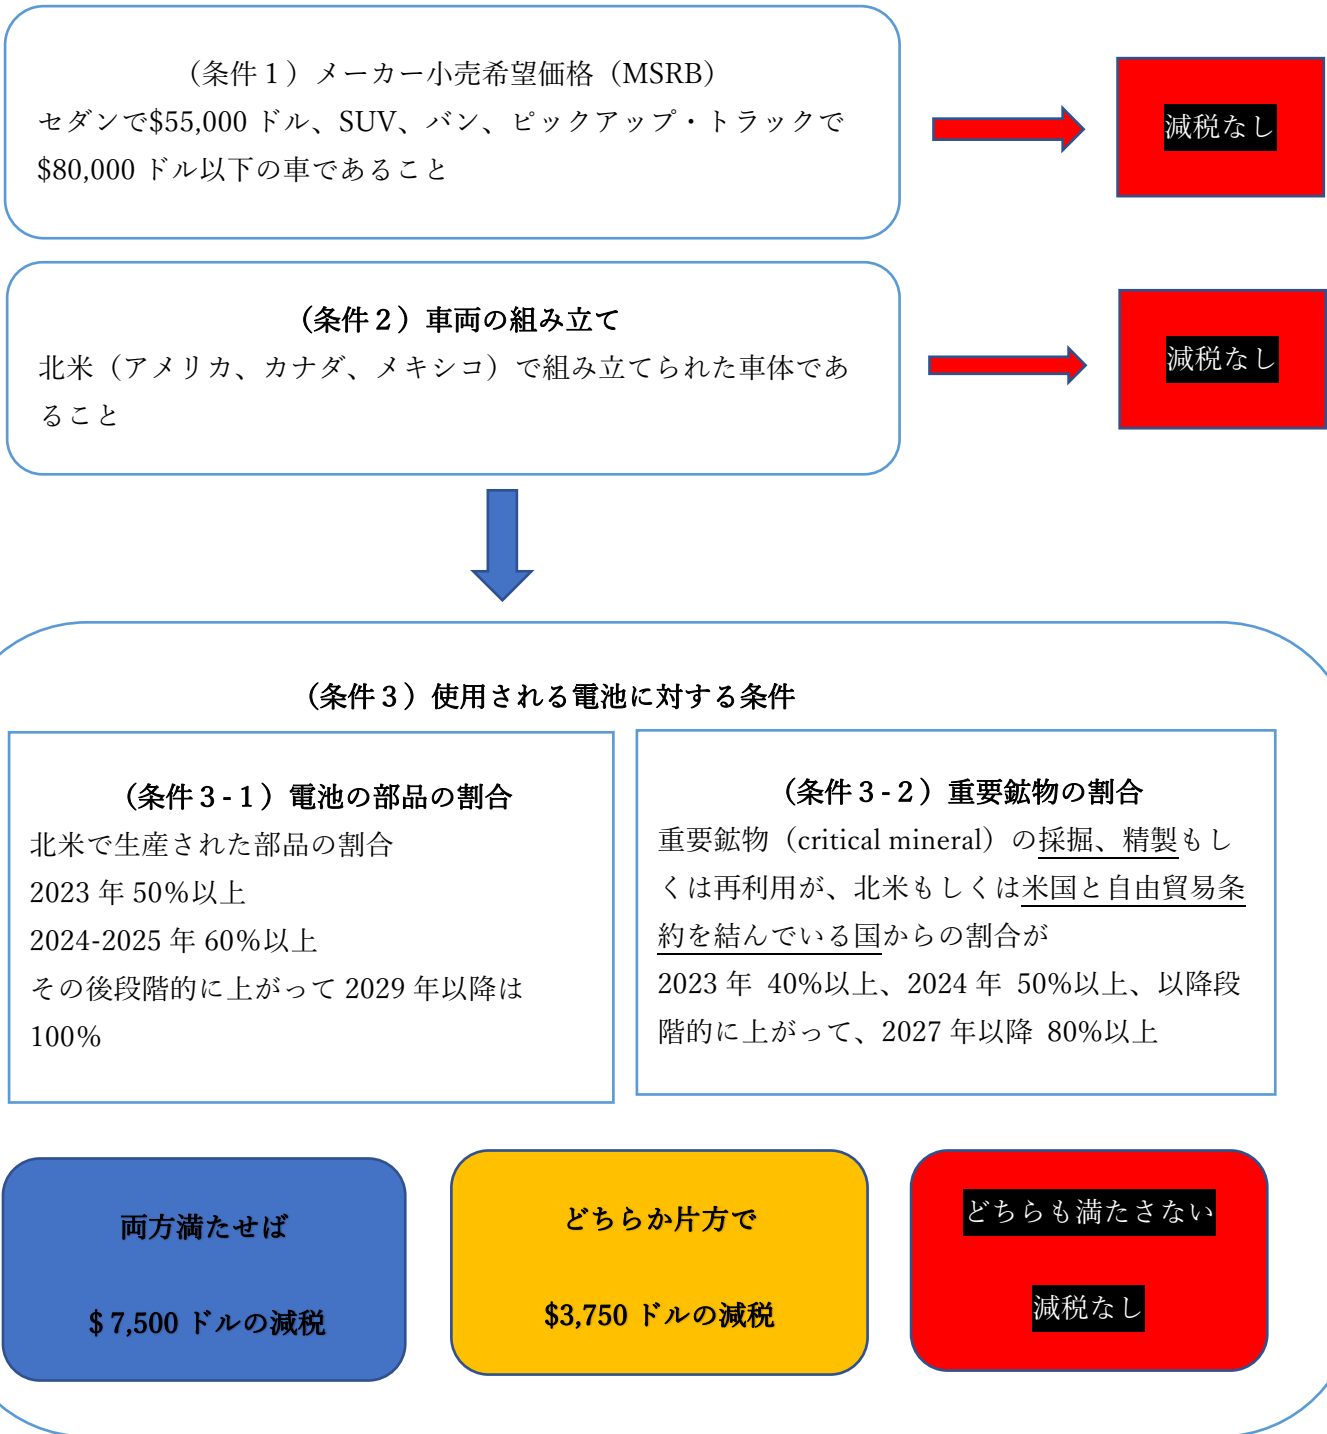 （条件１）メーカー小売希望価格（MSRB）
セダンで$55,000 ドル、SUV、バン、ピックアップ・トラックで
$80,000 ドル以下の車であること
減税なし
（条件２）車両の組み立て
北米（アメリカ、カナダ、メキシコ）で組み立てられた車体であ
ること
減税なし
（条件３）使用される電池に対する条件
（条件３-１）電池の部品の割合
北米で生産された部品の割合
2023 年 50%以上
2024-2025 年 60%以上
その後段階的に上がって 2029 年以降は
100%
（条件３-２）重要鉱物の割合
重要鉱物（critical mineral）の採掘、精製もし
くは再利用が、北米もしくは米国と自由貿易条
約を結んでいる国からの割合が
2023 年 40%以上、2024 年 50%以上、以降段
階的に上がって、2027 年以降 80%以上
両方満たせば
$ 7,500 ドルの減税
どちらか片方で
$3,750 ドルの減税
どちらも満たさない
減税なし